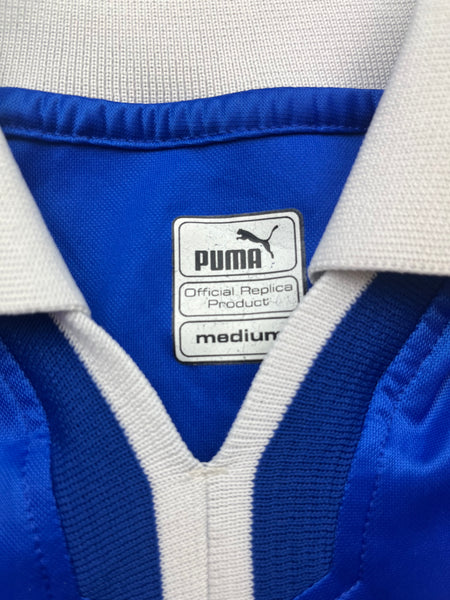 PUMA
Official Replica
Product
medium